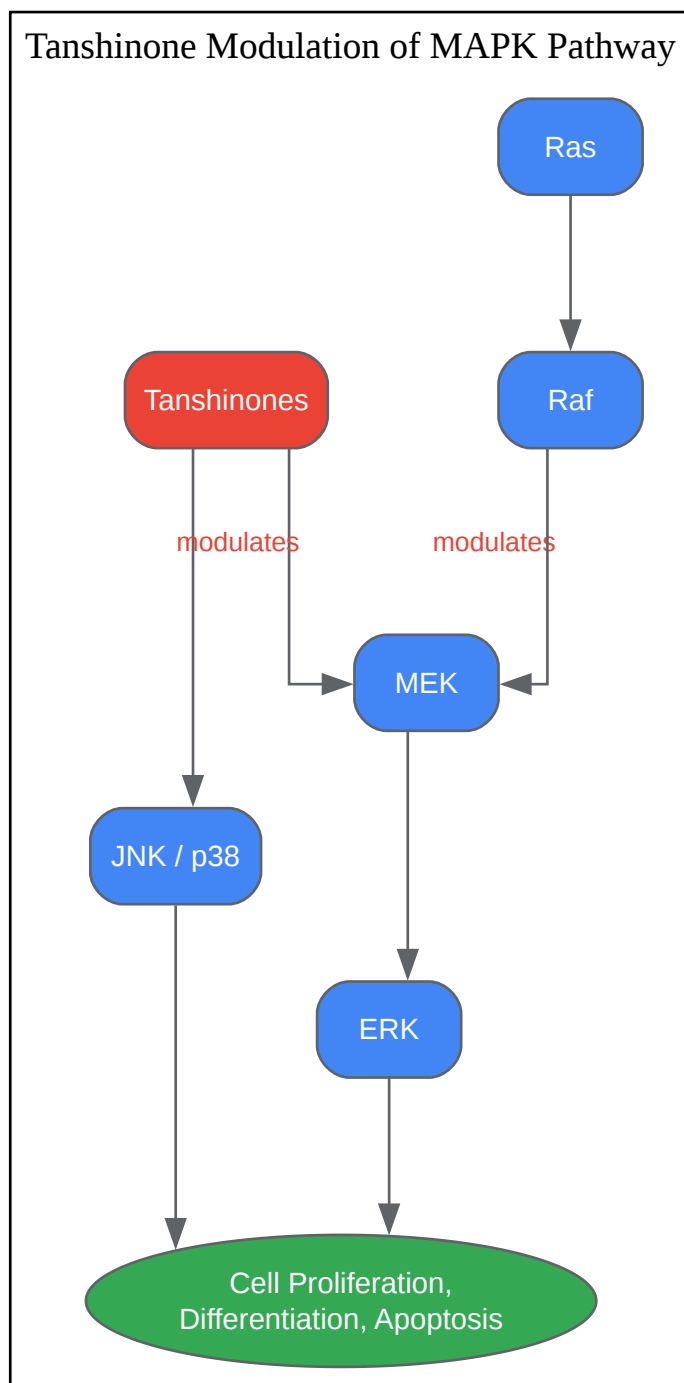 Tanshinone Modulation of MAPK Pathway
Ras
Tanshinones
Raf
modulates
modulates
MEK
JNK / p38
ERK
Cell Proliferation,
Differentiation, Apoptosis